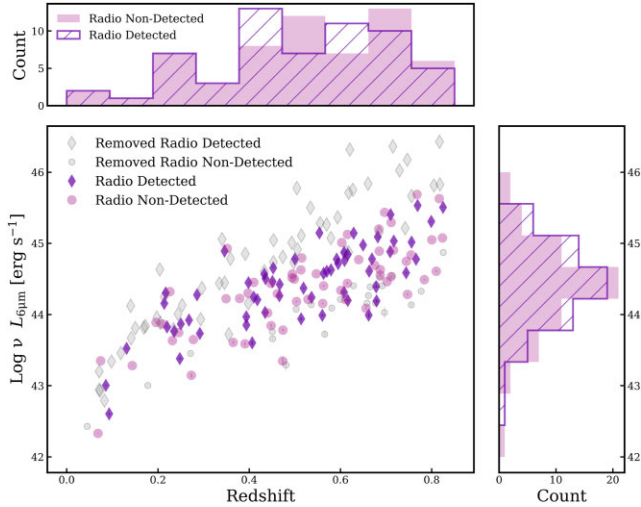 Radio Non-Detected
Radio Detected
Count
10
5
0
Removed Radio Detected
Removed Radio Non-Detected
Radio Detected
Radio Non-Detected
Log ν L6μm [erg s−1]
46
45
44
43
42
0.0 0.2 0.4 0.6 0.8
Redshift
46
45
44
43
42
0 10 20
Count